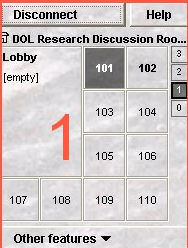 Disconnect Help
DOL Research Discussion Roo...
Lobby 101 102 3
[empty] 2
1 103 104 1
0
105 106
107 108 109 110
Other features